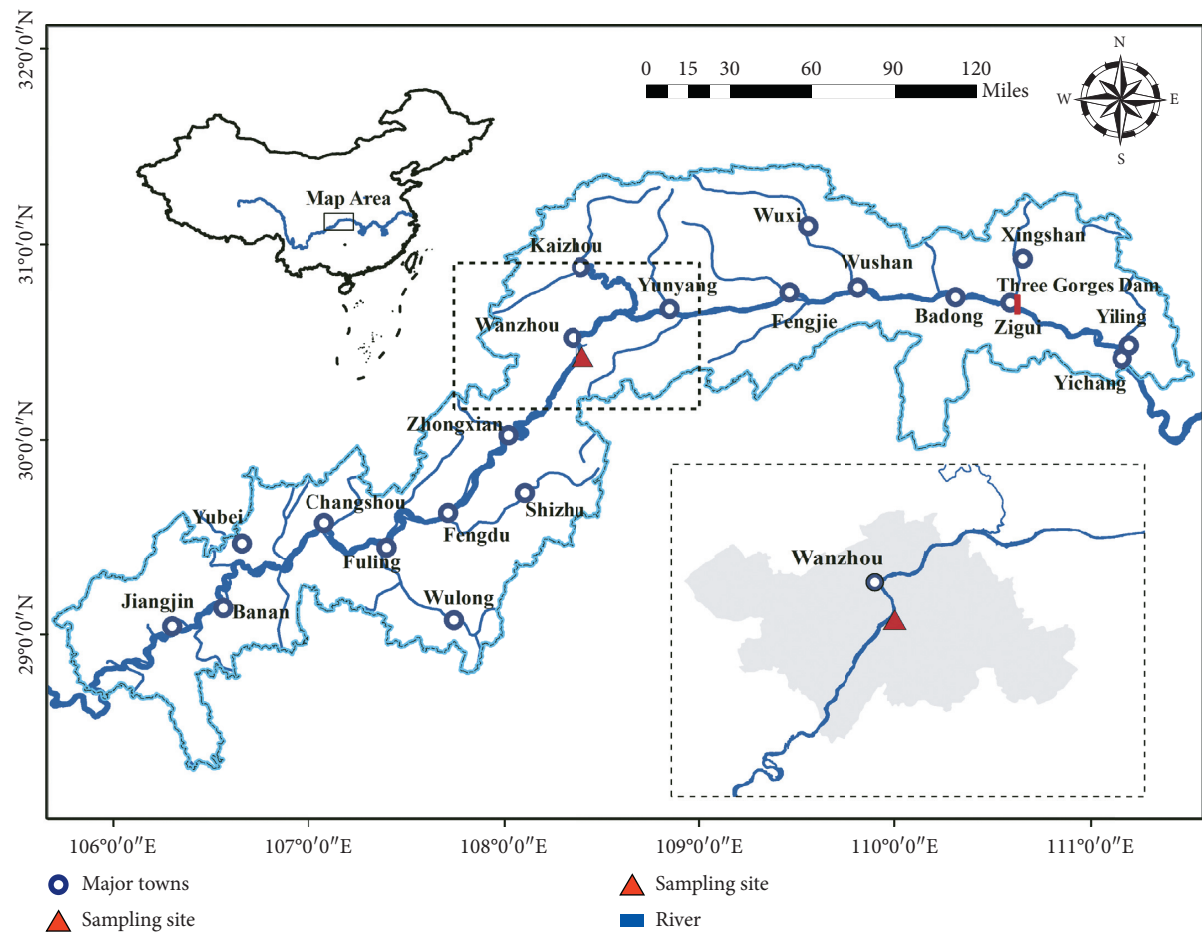 32°0'0"N
31°0'0"N
30°0'0"N
29°0'0"N
0 15 30 60 90 120
Miles
N
W
E
S
Map Area
Wuxi
Xingshan
Kaizhou
Wushan
Yunyang
Three Gorges Dam
Wanzhou
Fengjie
Badong
Zigui
Yiling
Yichang
Zhongxian
Changshou
Shizhu
Yubei
Fengdu
Fuling
Jiangjin
Banan
Wulong
Wanzhou
106°0'0"E 107°0'0"E 108°0'0"E 109°0'0"E 110°0'0"E 111°0'0"E
Major towns
Sampling site
Sampling site
River